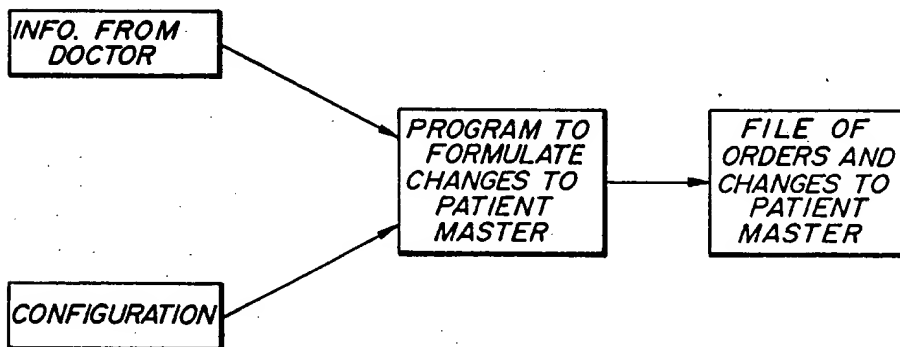 INFO. FROM
DOCTOR
PROGRAM TO
FORMULATE
CHANGES TO
PATIENT
MASTER
FILE OF
ORDERS AND
CHANGES TO
PATIENT
MASTER
CONFIGURATION